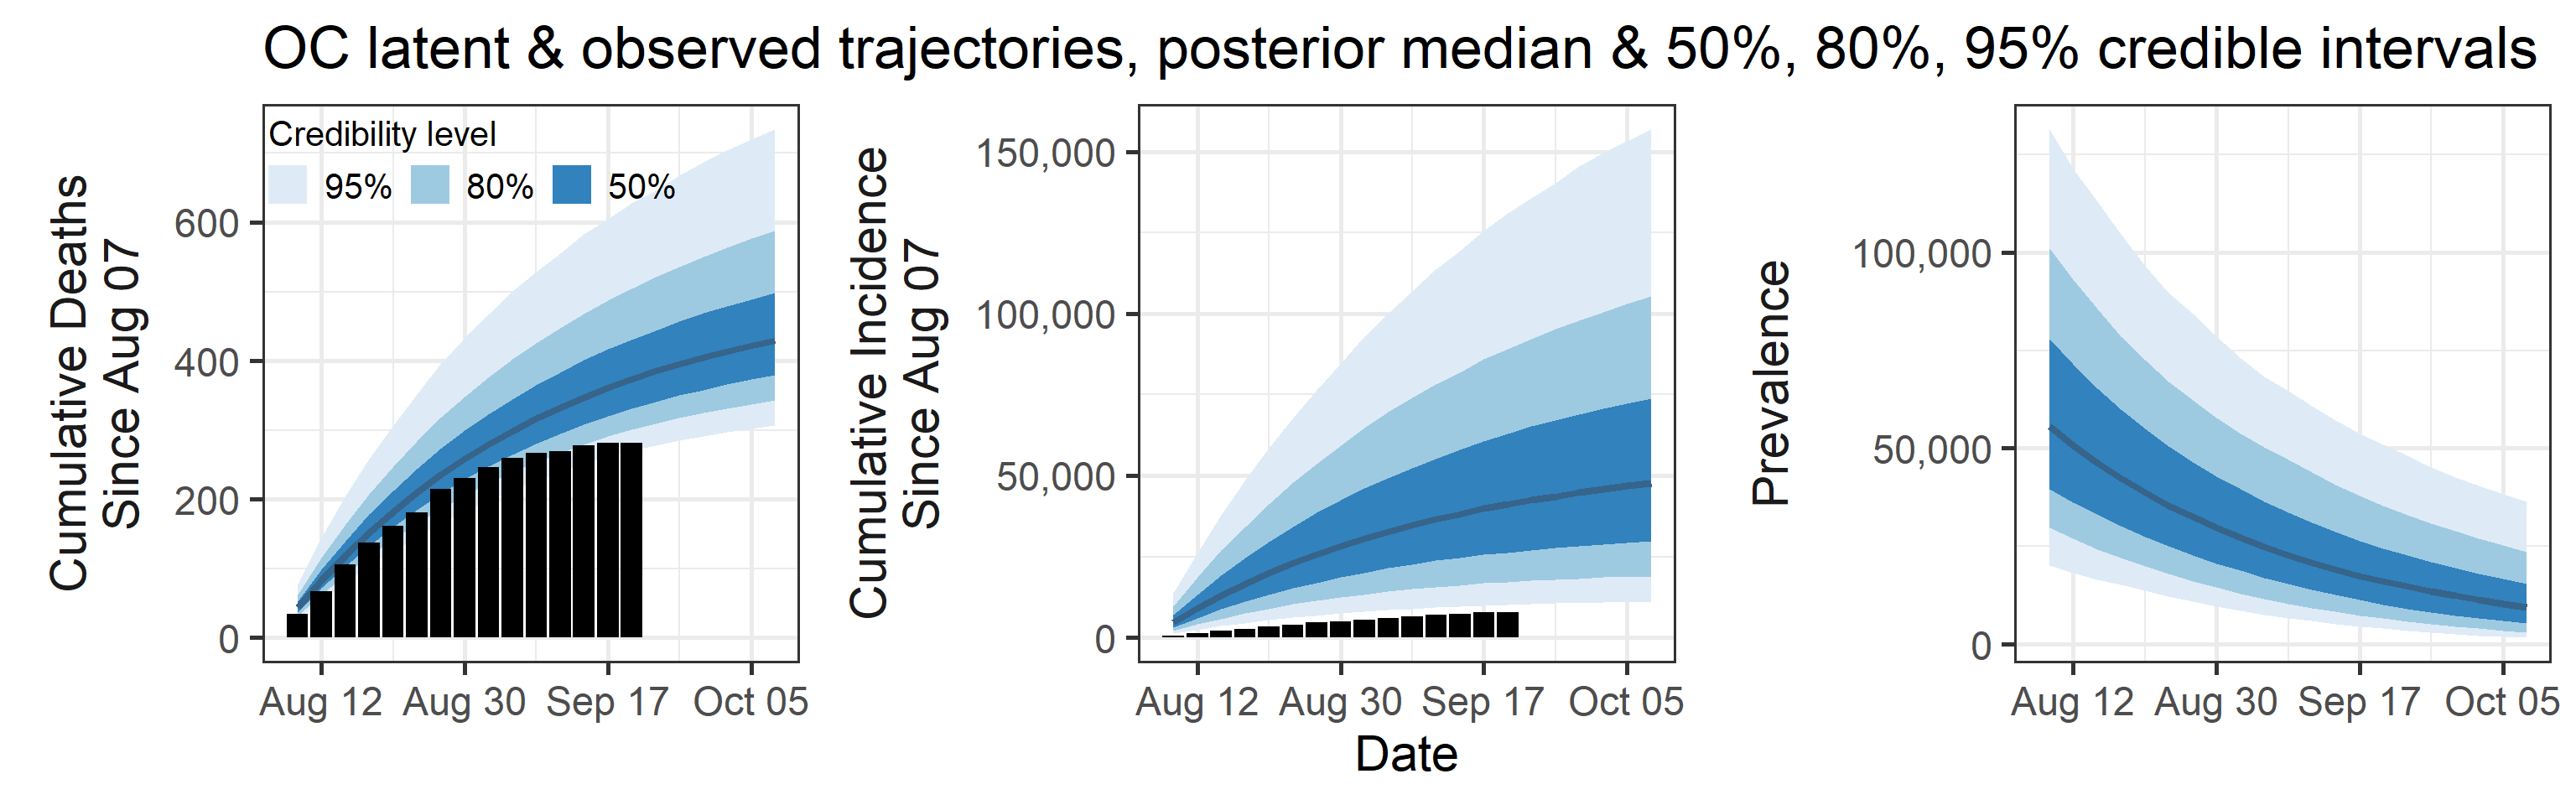 OC latent & observed trajectories, posterior median & 50%, 80%, 95% credible intervals
Cumulative Deaths
Since Aug 07
Credibility level
95% 80% 50%
600
400
200
0
Aug 12 Aug 30 Sep 17 Oct 05
Cumulative Incidence
Since Aug 07
150,000
100,000
50,000
0
Aug 12 Aug 30 Sep 17 Oct 05
Prevalence
100,000
50,000
0
Aug 12 Aug 30 Sep 17 Oct 05
Date